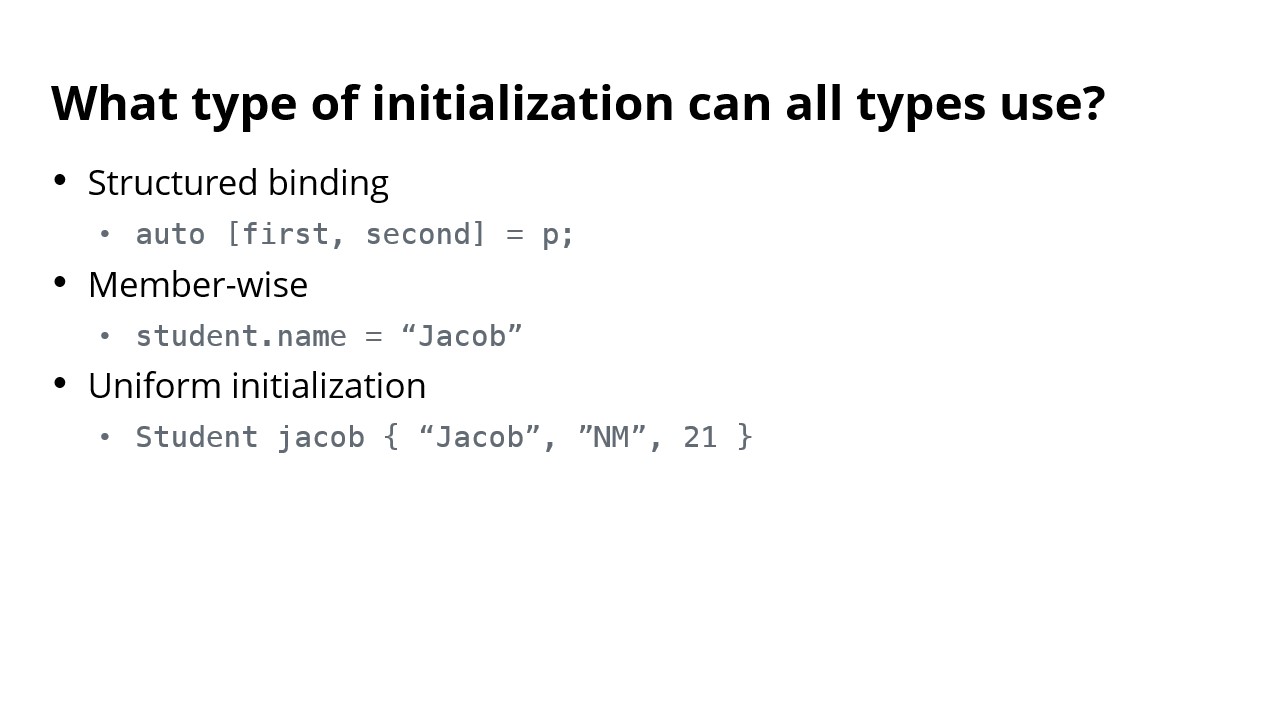 What type of initialization can all types use?
• Structured binding
• auto [first, second] = p;
• Member-wise
• student.name = “Jacob”
• Uniform initialization
• Student jacob { “Jacob”, ”NM”, 21 }